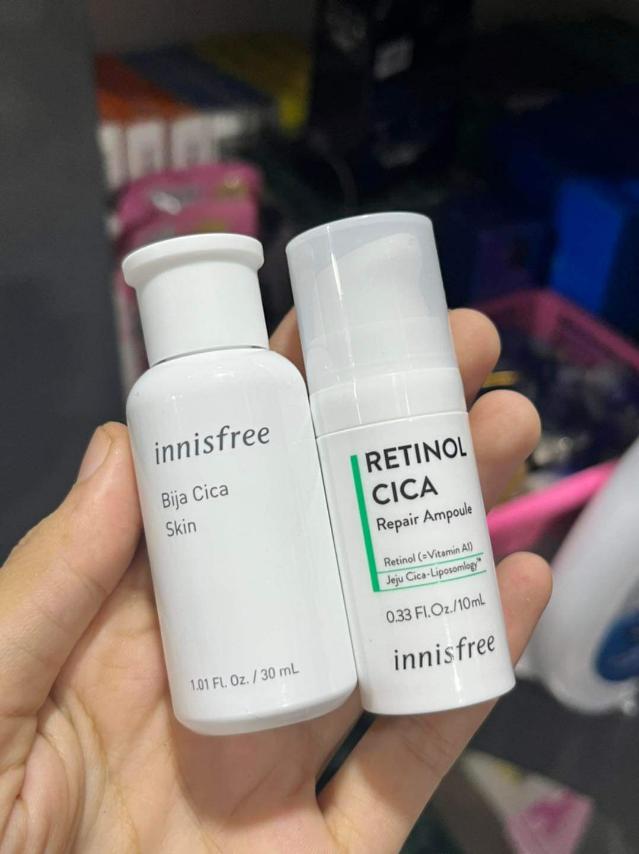 innisfree
Bija Cica
Skin
1.01 Fl. Oz. / 30 mL
RETINOL
CICA
Repair Ampoule
Retinol (=Vitamin A1)
Jeju Cica-Liposomlogy™
0.33 Fl.Oz./10mL
innisfree